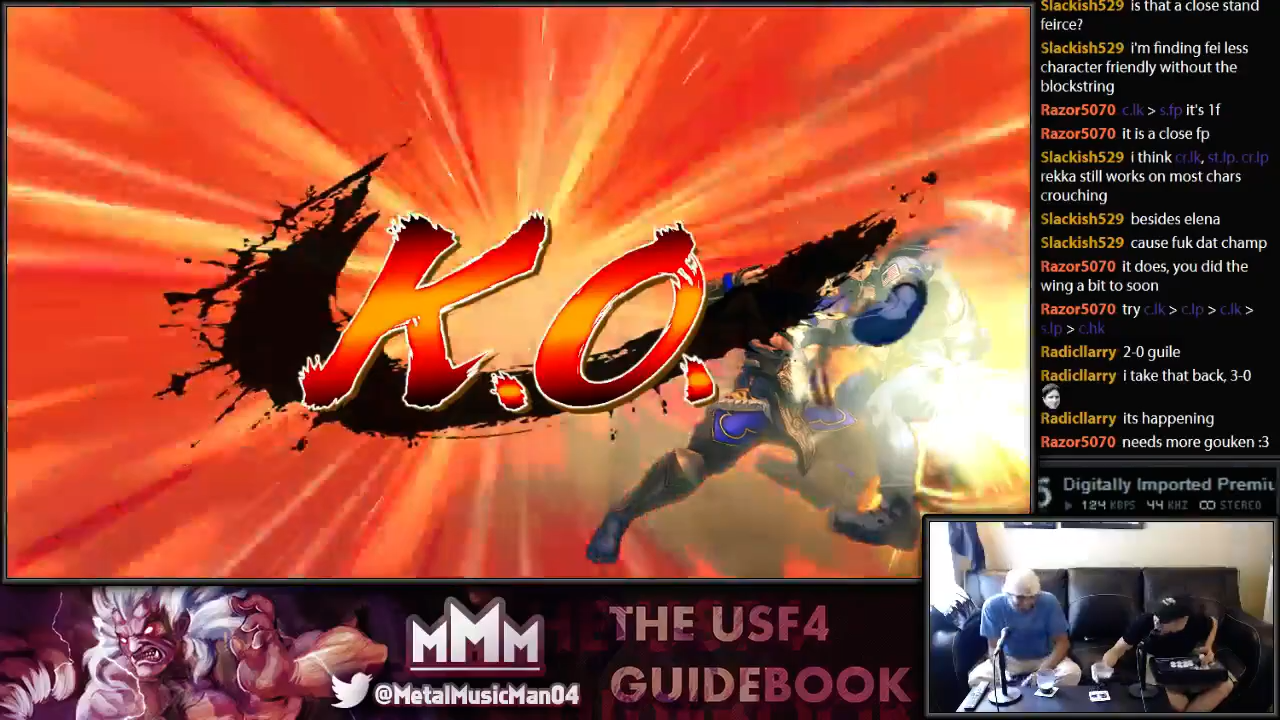 K.O.
Slackish529 is that a close stand
feirce?
Slackish529 i'm finding fei less
character friendly without the
blockstring
Razor5070 c.lk > s.fp it's 1f
Razor5070 it is a close fp
Slackish529 i think cr.lk, st.lp. cr.lp
rekka still works on most chars
crouching
Slackish529 besides elena
Slackish529 cause fuk dat champ
Razor5070 it does, you did the
wing a bit to soon
Razor5070 try c.lk > c.lp > c.lk >
s.lp > c.hk
Radicllarry 2-0 guile
Radicllarry i take that back, 3-0
Radicllarry its happening
Razor5070 needs more gouken :3
Digitally Imported Premiu
124 KBPS 44 KHZ STEREO
MMM
@MetalMusicMan04
THE USF4
GUIDEBOOK